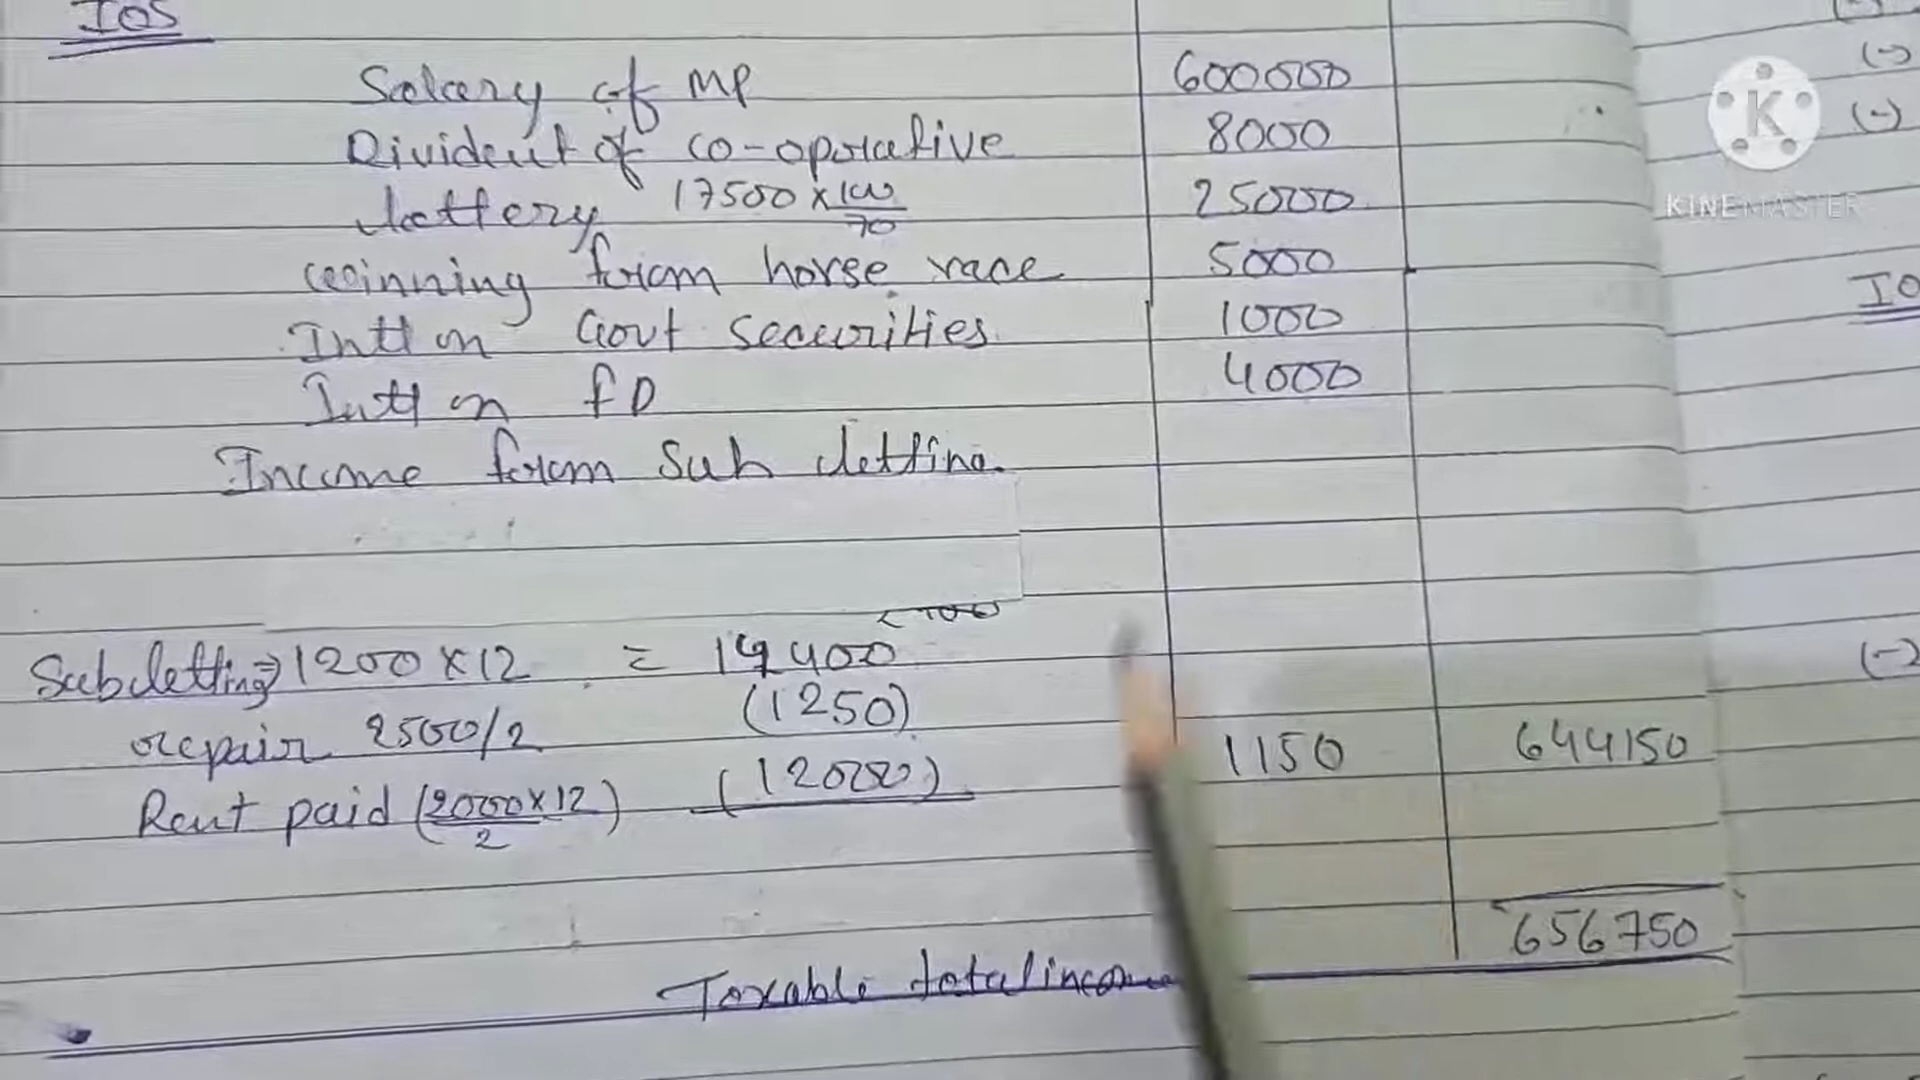 IOS
Salary of MP 600000
Divident of co-operative 8000
lottery 17500 × 100/70 25000
winning from horse race 5000
Intt on Govt securities 1000
Intt on FD 4000
Income from Sub letting
Subletting ⇒ 1200 × 12 = 14400
repair 2500/2 (1250)
Rent paid (2000 × 12 / 2) (12000) 1150 644150
656750
Taxable total income
KINEMASTER
K
(-)
(-)
IO
(-)